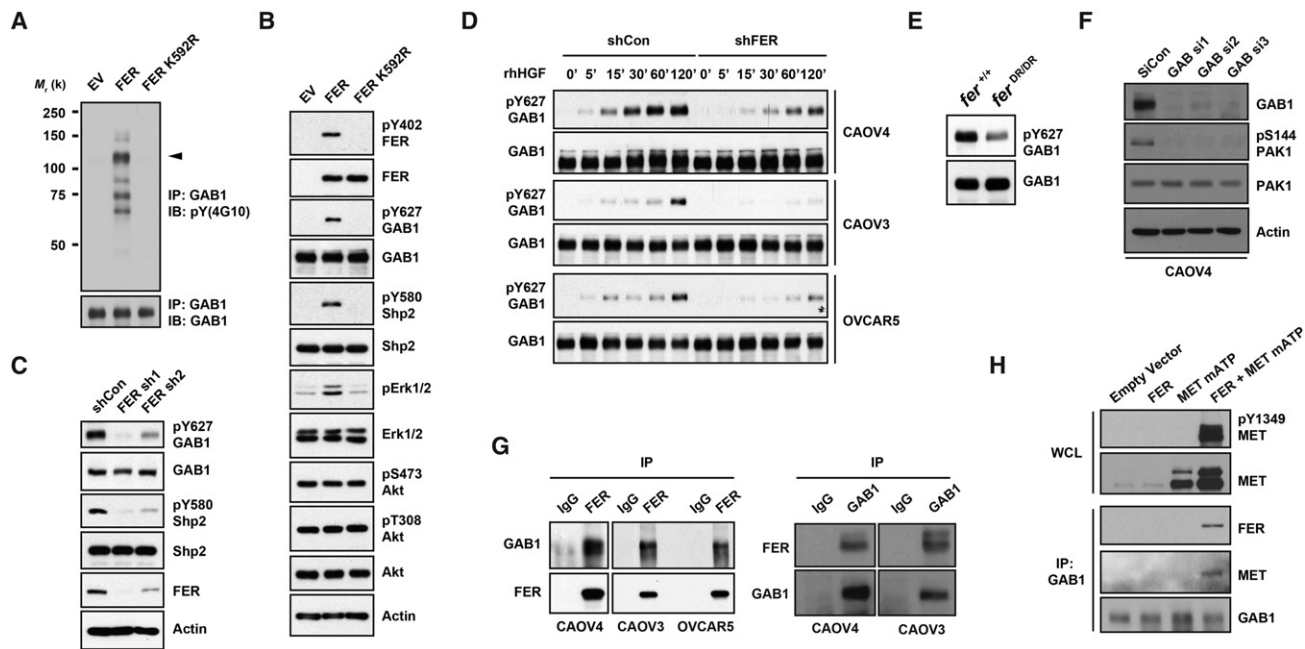 A
EV
FER
FER K592R
Mr (k)
250
150
100
75
50
IP: GAB1
IB: pY(4G10)
IP: GAB1
IB: GAB1
B
EV
FER
FER K592R
pY402
FER
FER
pY627
GAB1
GAB1
pY580
Shp2
Shp2
pErk1/2
Erk1/2
pS473
Akt
pT308
Akt
Akt
Actin
C
shCon
FER sh1
FER sh2
pY627
GAB1
GAB1
pY580
Shp2
Shp2
FER
Actin
D
shCon shFER
rhHGF 0' 5' 15' 30' 60' 120' 0' 5' 15' 30' 60' 120'
pY627
GAB1
GAB1
CAOV4
pY627
GAB1
GAB1
CAOV3
pY627
GAB1
*
GAB1
OVCAR5
E
fer+/+
ferDR/DR
pY627
GAB1
GAB1
F
SiCon
GAB si1
GAB si2
GAB si3
GAB1
pS144
PAK1
PAK1
Actin
CAOV4
G
IP
IgG FER IgG FER IgG FER
GAB1
FER
CAOV4 CAOV3 OVCAR5
IP
IgG GAB1 IgG GAB1
FER
GAB1
CAOV4 CAOV3
H
Empty Vector
FER
MET mATP
FER + MET mATP
WCL
pY1349
MET
MET
IP:
GAB1
FER
MET
GAB1